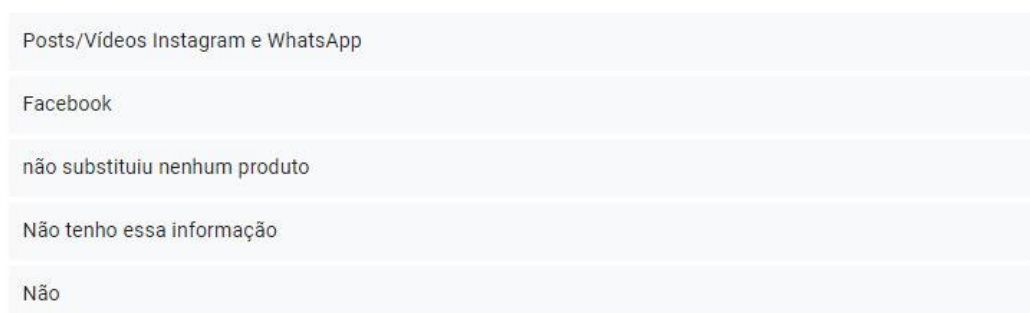 Posts/Vídeos Instagram e WhatsApp
Facebook
não substituiu nenhum produto
Não tenho essa informação
Não